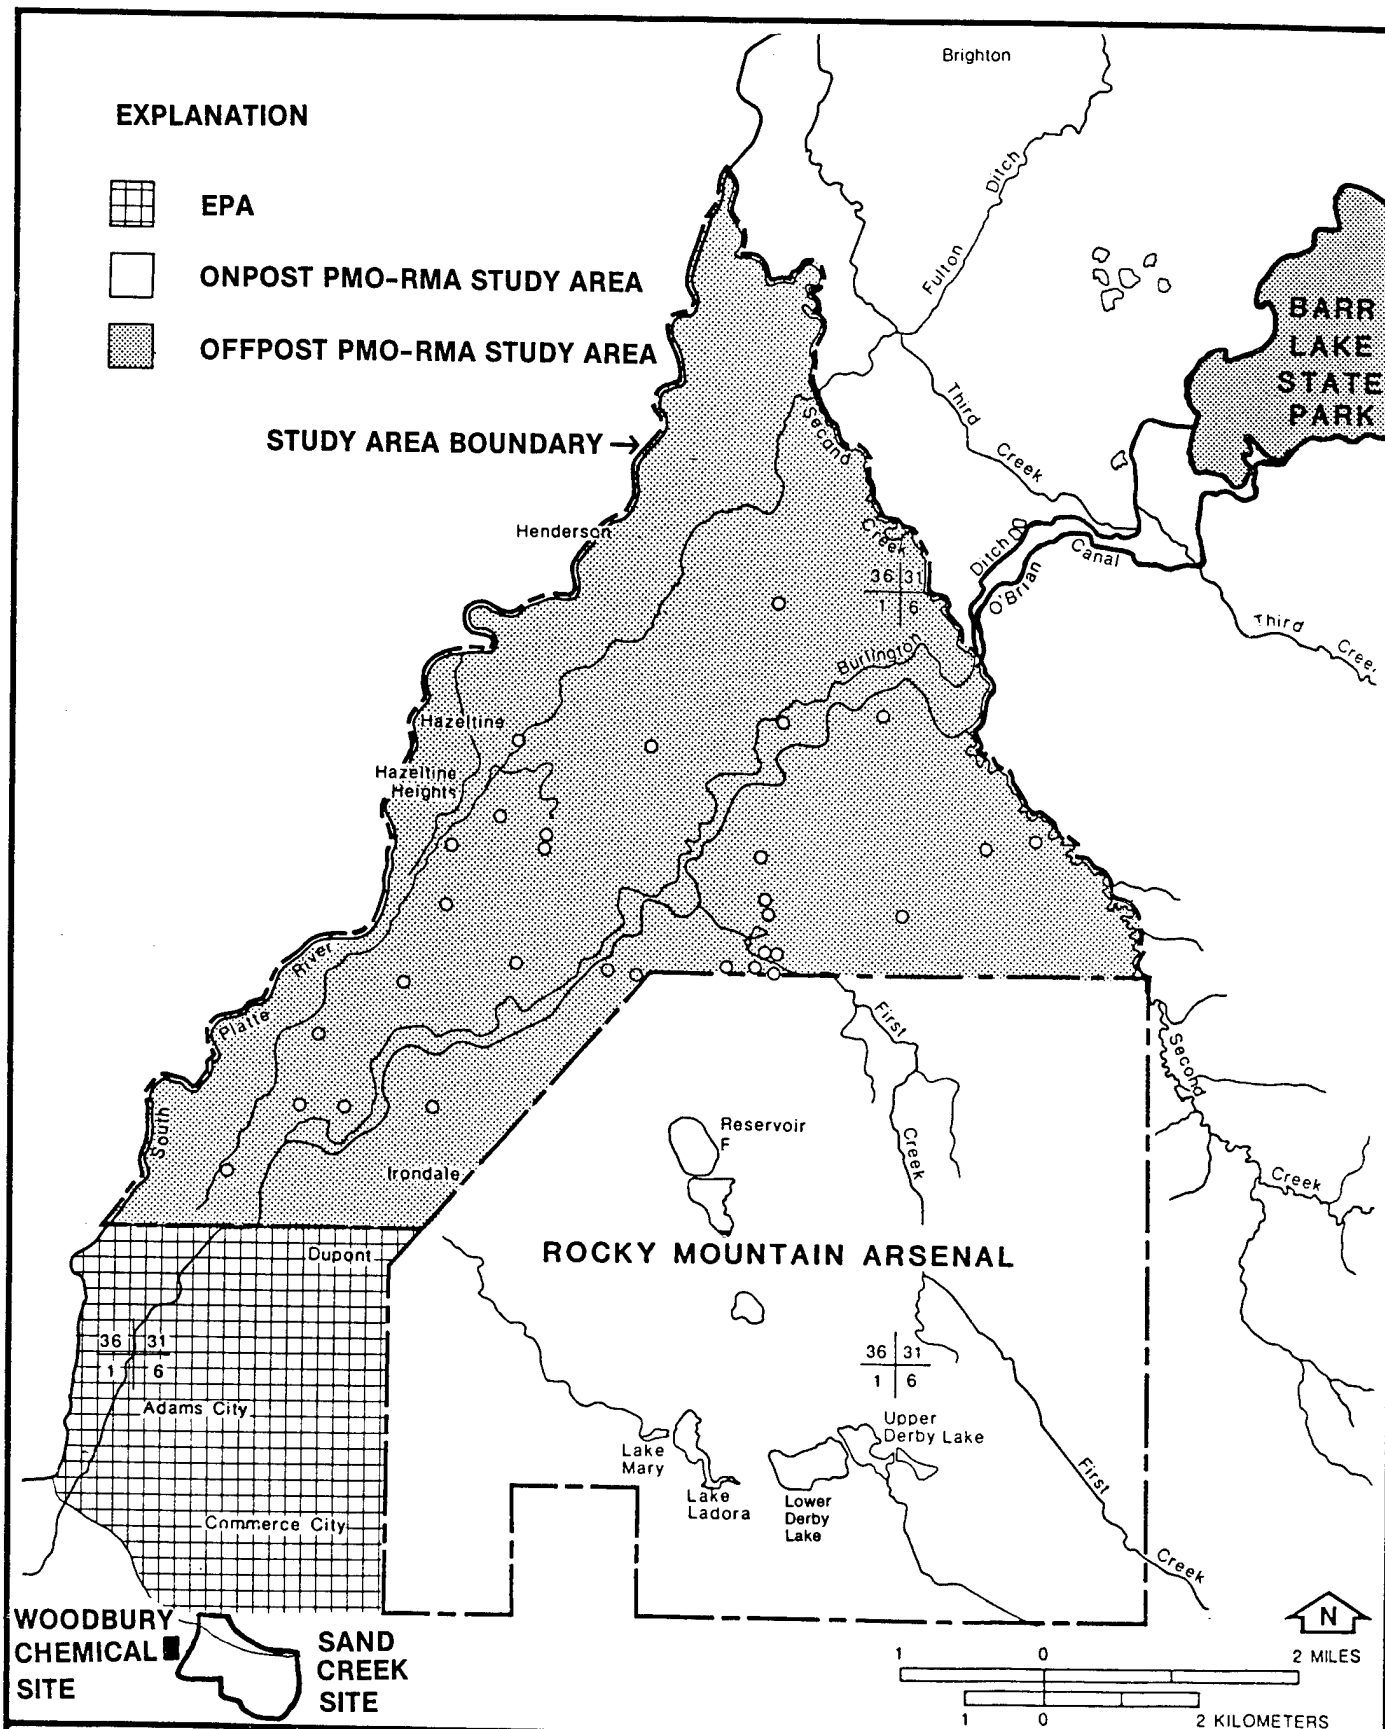 Brighton
EXPLANATION
EPA
ONPOST PMO-RMA STUDY AREA
OFFPOST PMO-RMA STUDY AREA
STUDY AREA BOUNDARY
Fulton Ditch
BARR
LAKE
STATE
PARK
Third Creek
Second Creek
Henderson
36 31
1 6
Ditch
O'Brian Canal
Third Cree
Burlington
Hazeltine
Hazeltine
Heights
South Platte River
First Creek
Second Creek
Reservoir
F
Irondale
Dupont
ROCKY MOUNTAIN ARSENAL
36 31
1 6
36 31
1 6
Adams City
Upper
Derby Lake
Lake
Mary
Lake
Ladora
Lower
Derby
Lake
First Creek
Commerce City
WOODBURY
CHEMICAL
SITE
SAND
CREEK
SITE
N
1 0 2 MILES
1 0 2 KILOMETERS